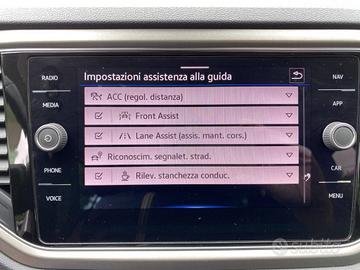 Impostazioni assistenza alla guida
RADIO
NAV
ACC (regol. distanza)
MEDIA
APP
Front Assist
Lane Assist (assis. mant. cors.)
Riconoscim. segnalet. strad.
PHONE
CAR
Rilev. stanchezza conduc.
VOICE
MENU
subito